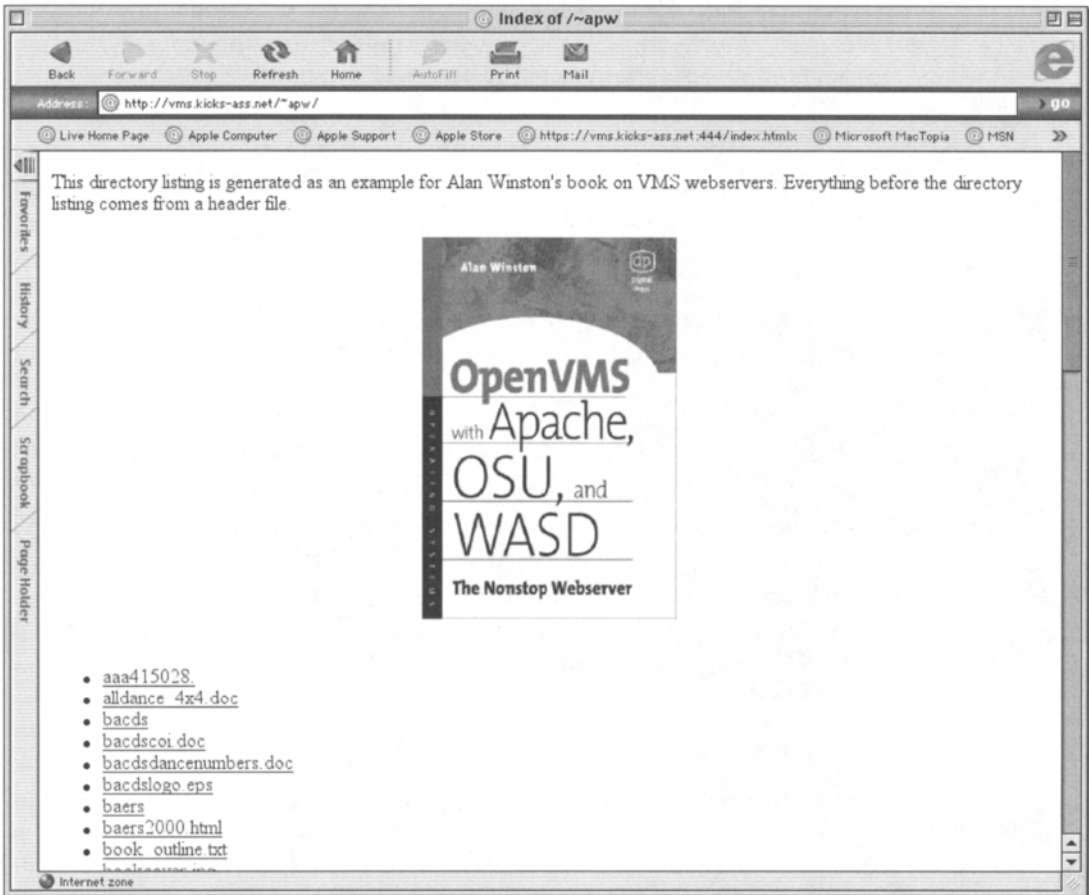 Index of /~apw
Back Forward Stop Refresh Home AutoFill Print Mail
Address: http://vms.kicks-ass.net/~apw/ go
Live Home Page Apple Computer Apple Support Apple Store https://vms.kicks-ass.net:444/index.htmlx Microsoft MacTopia MSN
Favorites
History
Search
Scrapbook
Page Holder
This directory listing is generated as an example for Alan Winston's book on VMS webservers. Everything before the directory
listing comes from a header file.
Alan Winston
dp
digital
Press
OpenVMS
with Apache,
OSU, and
WASD
The Nonstop Webserver
OPERATING SYSTEMS
aaa415028.
alldance_4x4.doc
bacds
bacdscoi.doc
bacdsdancenumbers.doc
bacdslogo.eps
baers
baers2000.html
book_outline.txt
Internet zone